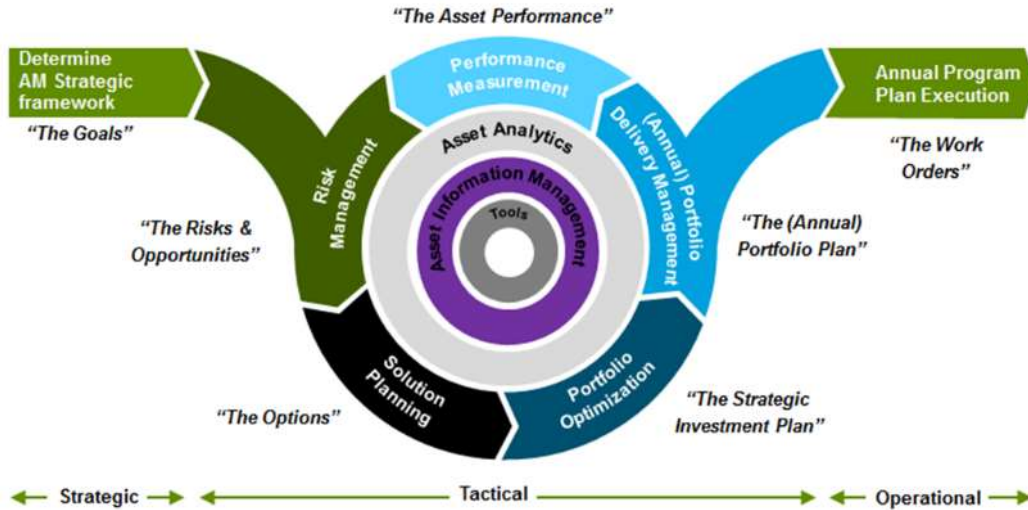 “The Asset Performance”
Determine
AM Strategic
framework
“The Goals”
Performance
Measurement
Annual Program
Plan Execution
“The Work
Orders”
Risk
Management
“The Risks &
Opportunities”
Asset Analytics
Asset Information Management
Tools
(Annual) Portfolio
Delivery Management
“The (Annual)
Portfolio Plan”
Solution
Planning
“The Options”
Portfolio
Optimization
“The Strategic
Investment Plan”
Strategic
Tactical
Operational